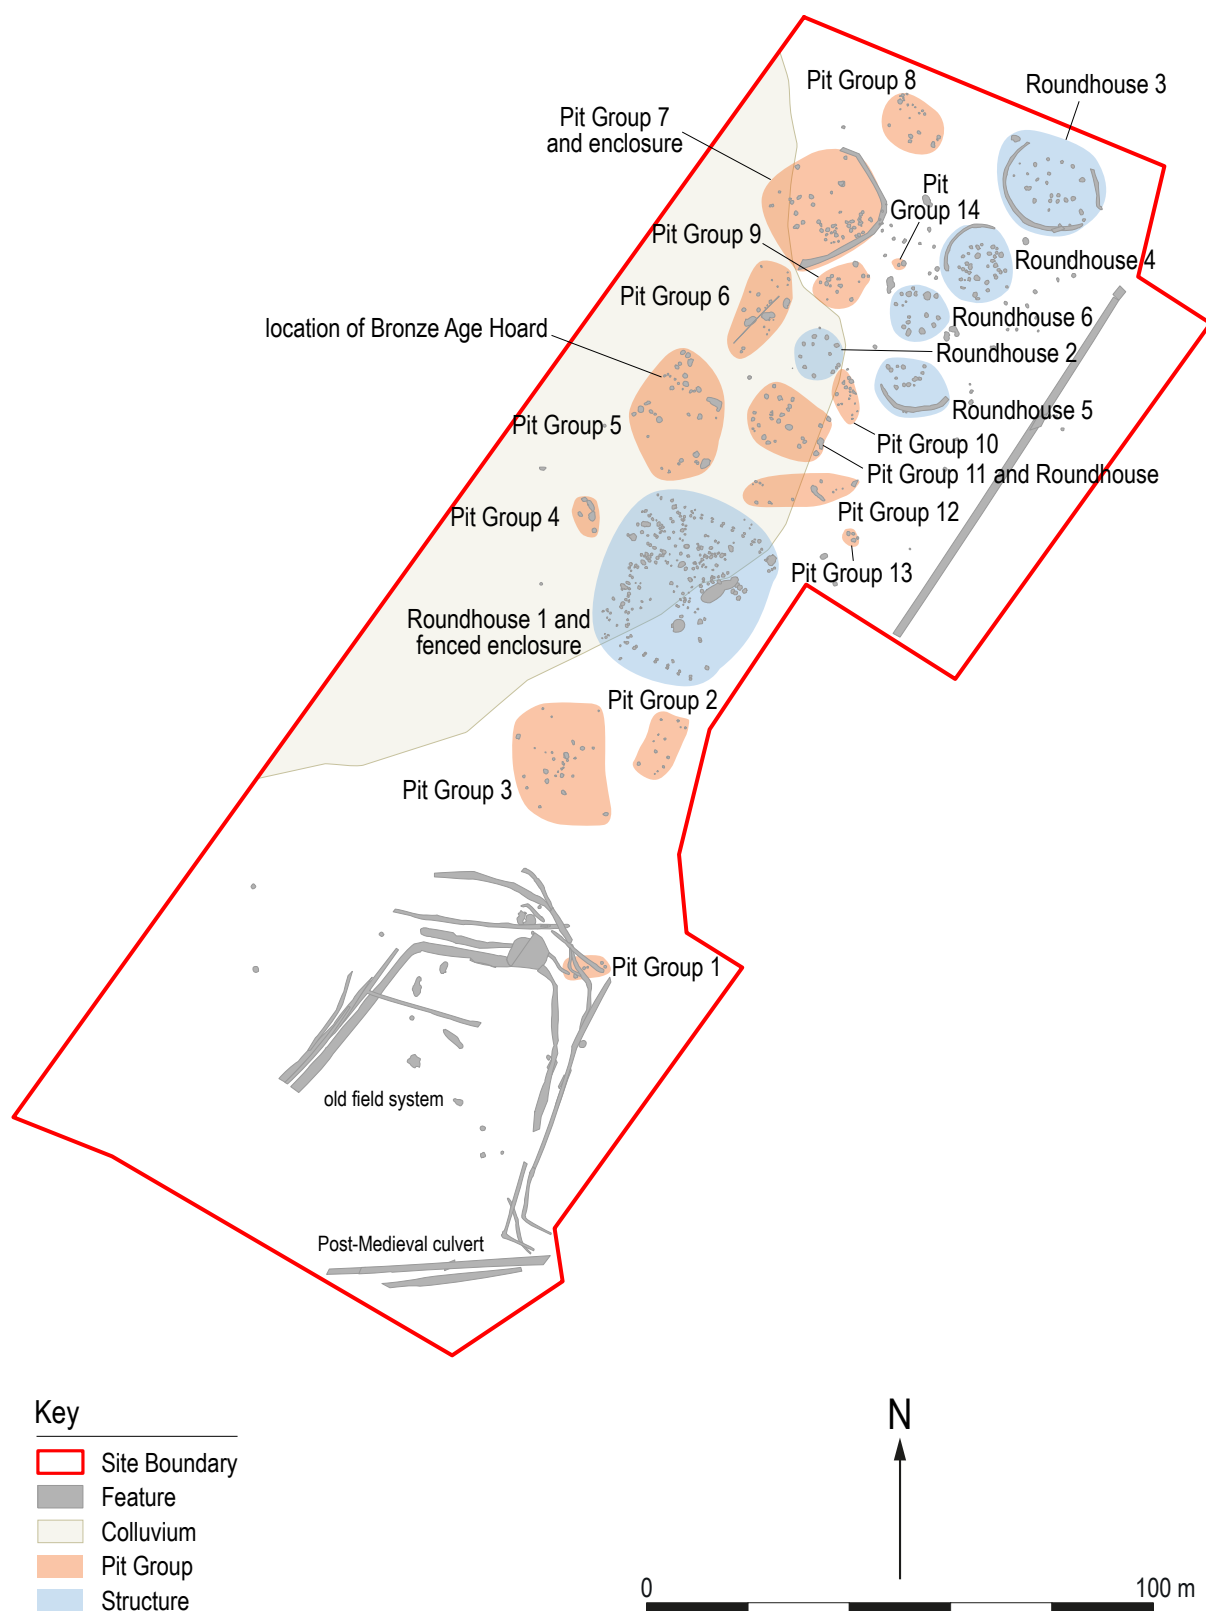 Pit Group 8
Roundhouse 3
Pit Group 7
and enclosure
Pit
Group 14
Pit Group 9
Roundhouse 4
Pit Group 6
Roundhouse 6
location of Bronze Age Hoard
Roundhouse 2
Roundhouse 5
Pit Group 5
Pit Group 10
Pit Group 11 and Roundhouse
Pit Group 4
Pit Group 12
Pit Group 13
Roundhouse 1 and
fenced enclosure
Pit Group 2
Pit Group 3
Pit Group 1
old field system
Post-Medieval culvert
Key
Site Boundary
Feature
Colluvium
Pit Group
Structure
N
0 100 m